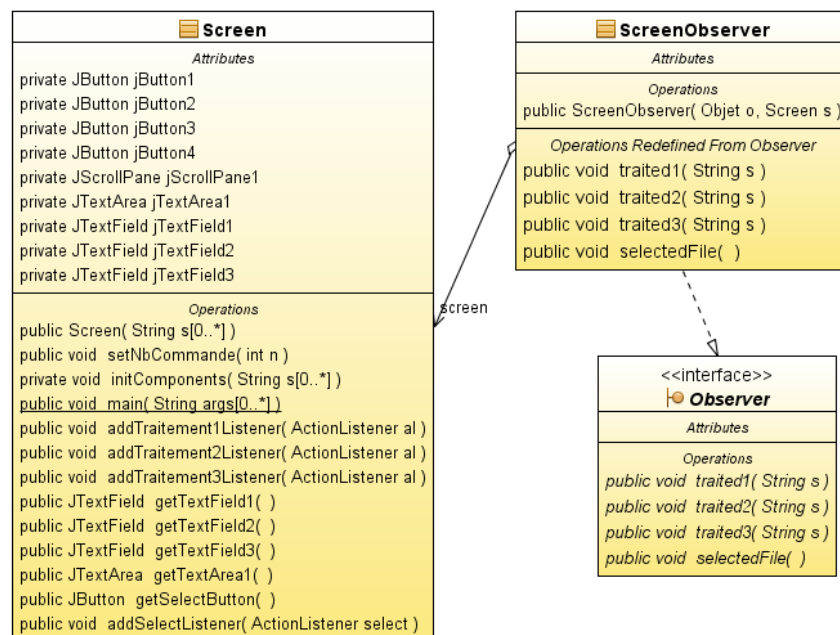 Screen
Attributes
private JButton jButton1
private JButton jButton2
private JButton jButton3
private JButton jButton4
private JScrollPane jScrollPane1
private JTextArea jTextArea1
private JTextField jTextField1
private JTextField jTextField2
private JTextField jTextField3
Operations
public Screen( String s[0..*] )
public void setNbCommande( int n )
private void initComponents( String s[0..*] )
public void main( String args[0..*] )
public void addTraitement1Listener( ActionListener al )
public void addTraitement2Listener( ActionListener al )
public void addTraitement3Listener( ActionListener al )
public JTextField getTextField1( )
public JTextField getTextField2( )
public JTextField getTextField3( )
public JTextArea getTextArea1( )
public JButton getSelectButton( )
public void addSelectListener( ActionListener select )
screen
ScreenObserver
Attributes
Operations
public ScreenObserver( Objet o, Screen s )
Operations Redefined From Observer
public void traited1( String s )
public void traited2( String s )
public void traited3( String s )
public void selectedFile( )
<<interface>>
Observer
Attributes
Operations
public void traited1( String s )
public void traited2( String s )
public void traited3( String s )
public void selectedFile( )